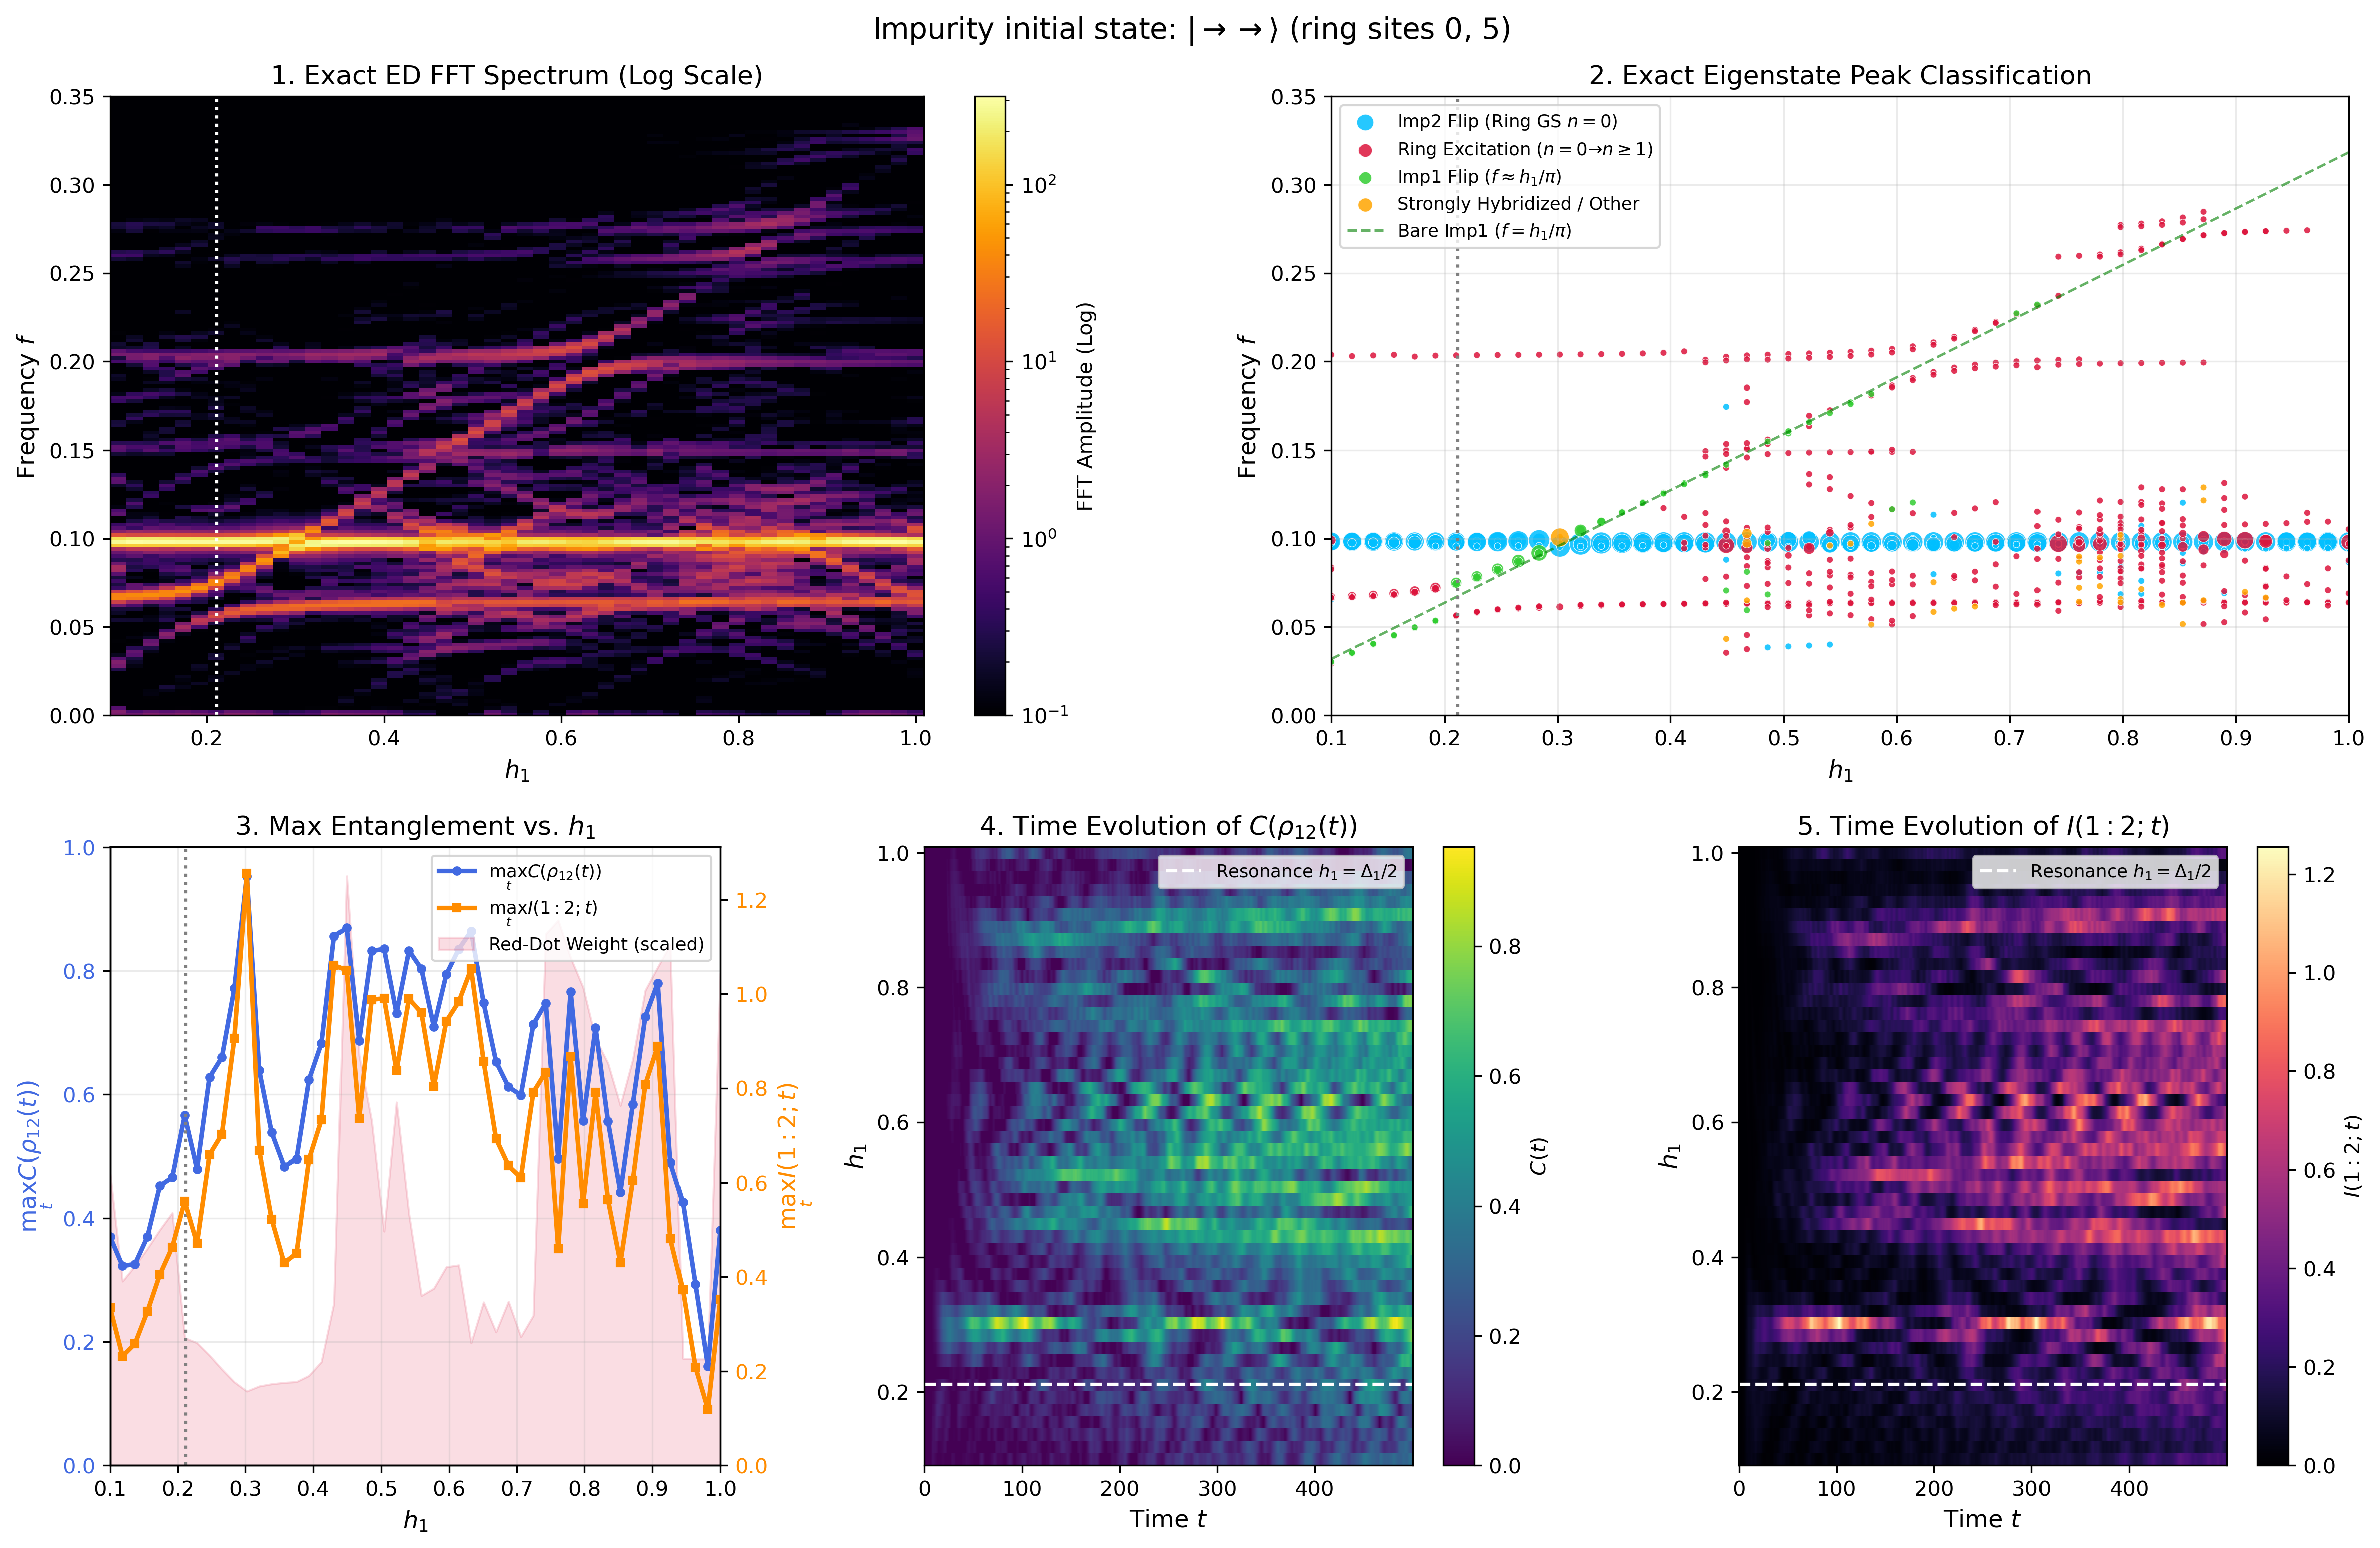 Impurity initial state: |→→⟩ (ring sites 0, 5)
1. Exact ED FFT Spectrum (Log Scale)
0.35
0.30
0.25
0.20
0.15
0.10
0.05
0.00
Frequency f
0.2 0.4 0.6 0.8 1.0
h₁
10²
10¹
10⁰
10⁻¹
FFT Amplitude (Log)
2. Exact Eigenstate Peak Classification
Imp2 Flip (Ring GS n = 0)
Ring Excitation (n = 0→n ≥ 1)
Imp1 Flip (f ≈ h₁/π)
Strongly Hybridized / Other
Bare Imp1 (f = h₁/π)
0.35
0.30
0.25
0.20
0.15
0.10
0.05
0.00
Frequency f
0.1 0.2 0.3 0.4 0.5 0.6 0.7 0.8 0.9 1.0
h₁
3. Max Entanglement vs. h₁
max C(ρ₁₂(t))
t
max I(1 : 2; t)
t
Red-Dot Weight (scaled)
1.0
0.8
0.6
0.4
0.2
0.0
max C(ρ₁₂(t))
t
1.2
1.0
0.8
0.6
0.4
0.2
0.0
max I(1 : 2; t)
t
0.1 0.2 0.3 0.4 0.5 0.6 0.7 0.8 0.9 1.0
h₁
4. Time Evolution of C(ρ₁₂(t))
Resonance h₁ = Δ₁/2
1.0
0.8
0.6
0.4
0.2
h₁
0 100 200 300 400
Time t
0.8
0.6
0.4
0.2
0.0
C(t)
5. Time Evolution of I(1 : 2; t)
Resonance h₁ = Δ₁/2
1.0
0.8
0.6
0.4
0.2
h₁
0 100 200 300 400
Time t
1.2
1.0
0.8
0.6
0.4
0.2
0.0
I(1 : 2; t)